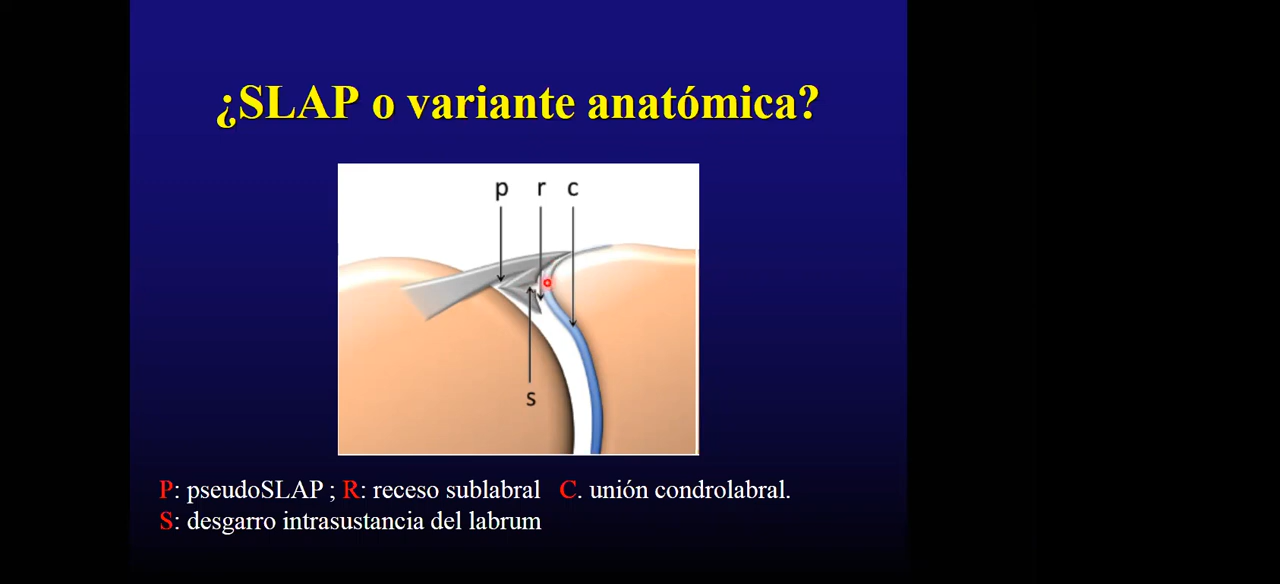 ¿SLAP o variante anatómica?
p r c
s
P: pseudoSLAP ; R: receso sublabral C. unión condrolabral.
S: desgarro intrasustancia del labrum